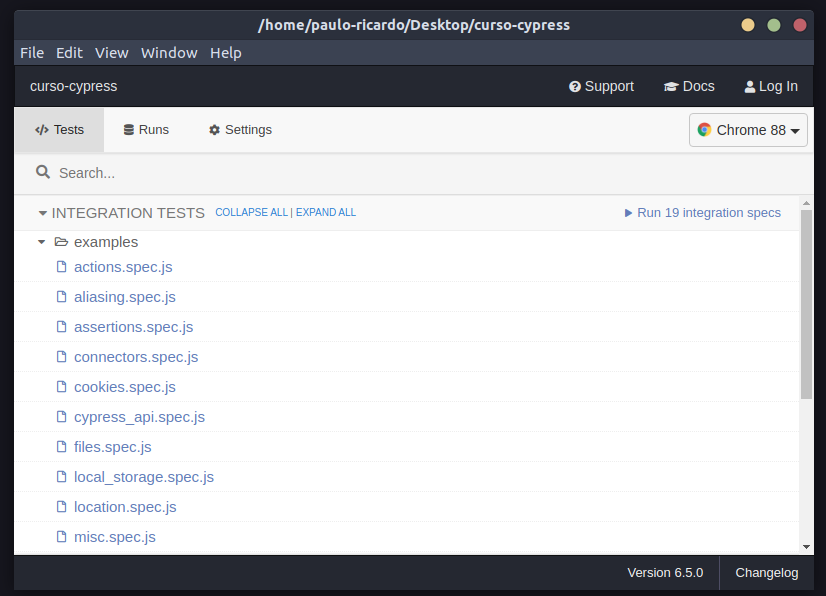 /home/paulo-ricardo/Desktop/curso-cypress
File Edit View Window Help
curso-cypress Support Docs Log In
Tests Runs Settings Chrome 88
Search...
INTEGRATION TESTS COLLAPSE ALL | EXPAND ALL Run 19 integration specs
examples
actions.spec.js
aliasing.spec.js
assertions.spec.js
connectors.spec.js
cookies.spec.js
cypress_api.spec.js
files.spec.js
local_storage.spec.js
location.spec.js
misc.spec.js
Version 6.5.0 Changelog